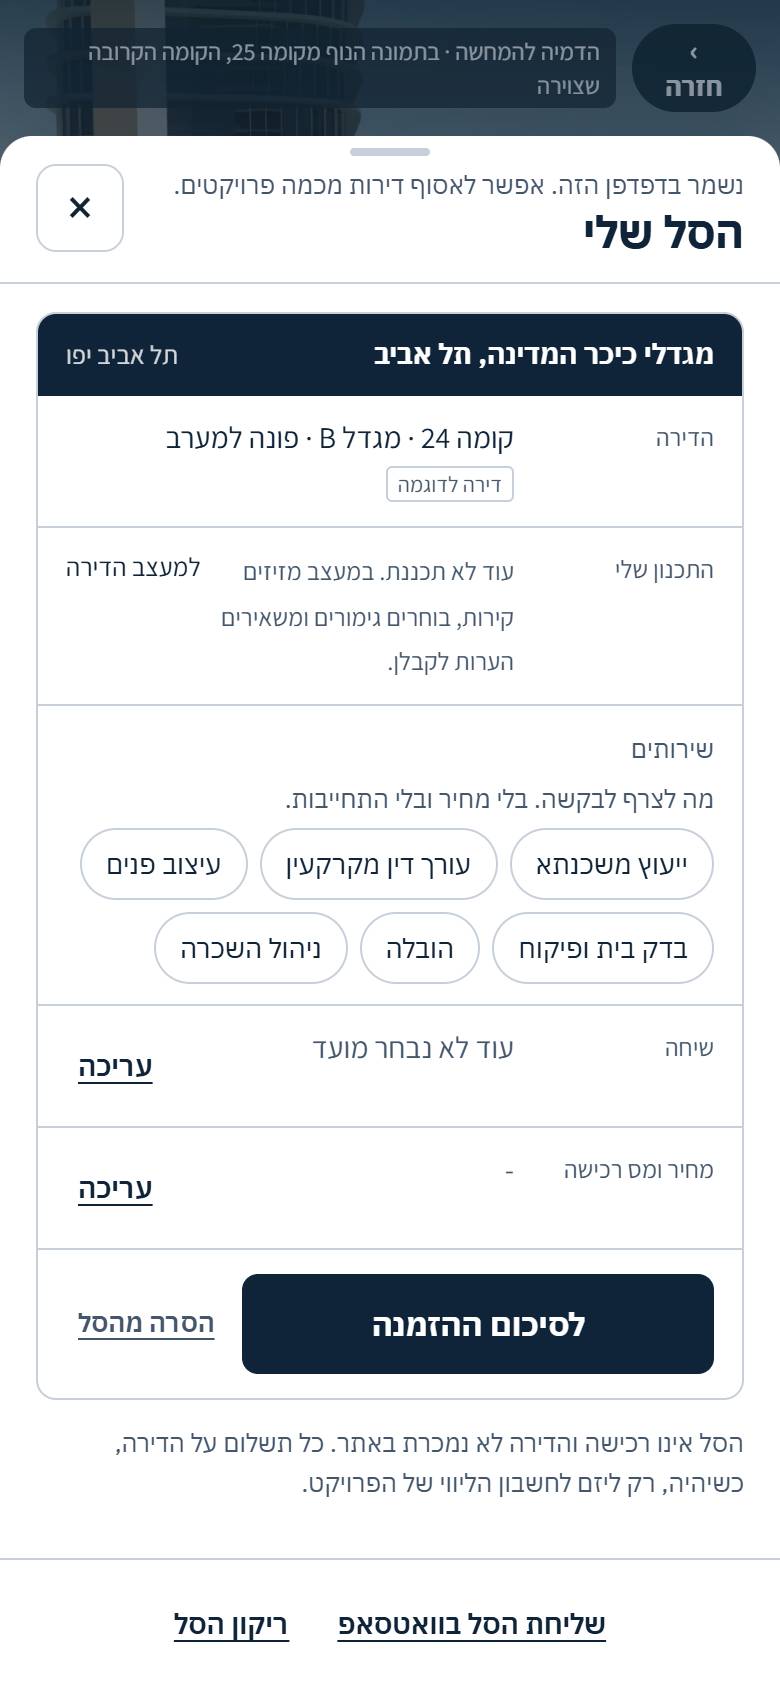 ‹
חזרה
הדמיה להמחשה · בתמונה הנוף מקומה 25, הקומה הקרובה
שצוירה
נשמר בדפדפן הזה. אפשר לאסוף דירות מכמה פרויקטים.
הסל שלי
×
מגדלי כיכר המדינה, תל אביב
תל אביב יפו
הדירה
קומה 24 · מגדל B · פונה למערב
דירה לדוגמה
התכנון שלי
עוד לא תכננת. במעצב מזיזים
קירות, בוחרים גימורים ומשאירים
הערות לקבלן.
למעצב הדירה
שירותים
מה לצרף לבקשה. בלי מחיר ובלי התחייבות.
ייעוץ משכנתא
עורך דין מקרקעין
עיצוב פנים
בדק בית ופיקוח
הובלה
ניהול השכרה
שיחה
עוד לא נבחר מועד
עריכה
מחיר ומס רכישה
-
עריכה
לסיכום ההזמנה
הסרה מהסל
הסל אינו רכישה והדירה לא נמכרת באתר. כל תשלום על הדירה,
כשיהיה, רק ליזם לחשבון הליווי של הפרויקט.
שליחת הסל בוואטסאפ
ריקון הסל